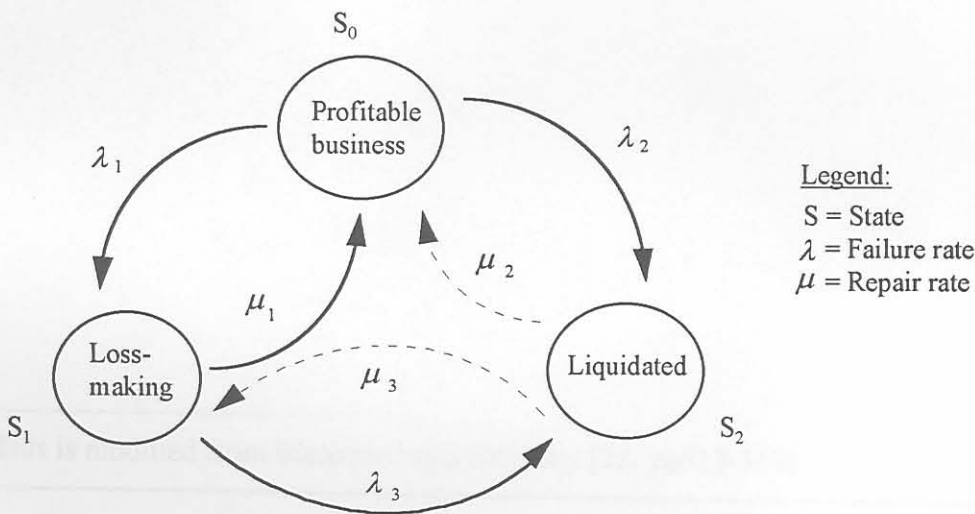 S₀
Profitable
business
λ₁
λ₂
Legend:
S = State
λ = Failure rate
μ = Repair rate
μ₂
μ₁
Loss-
making
μ₃
Liquidated
S₁
S₂
λ₃